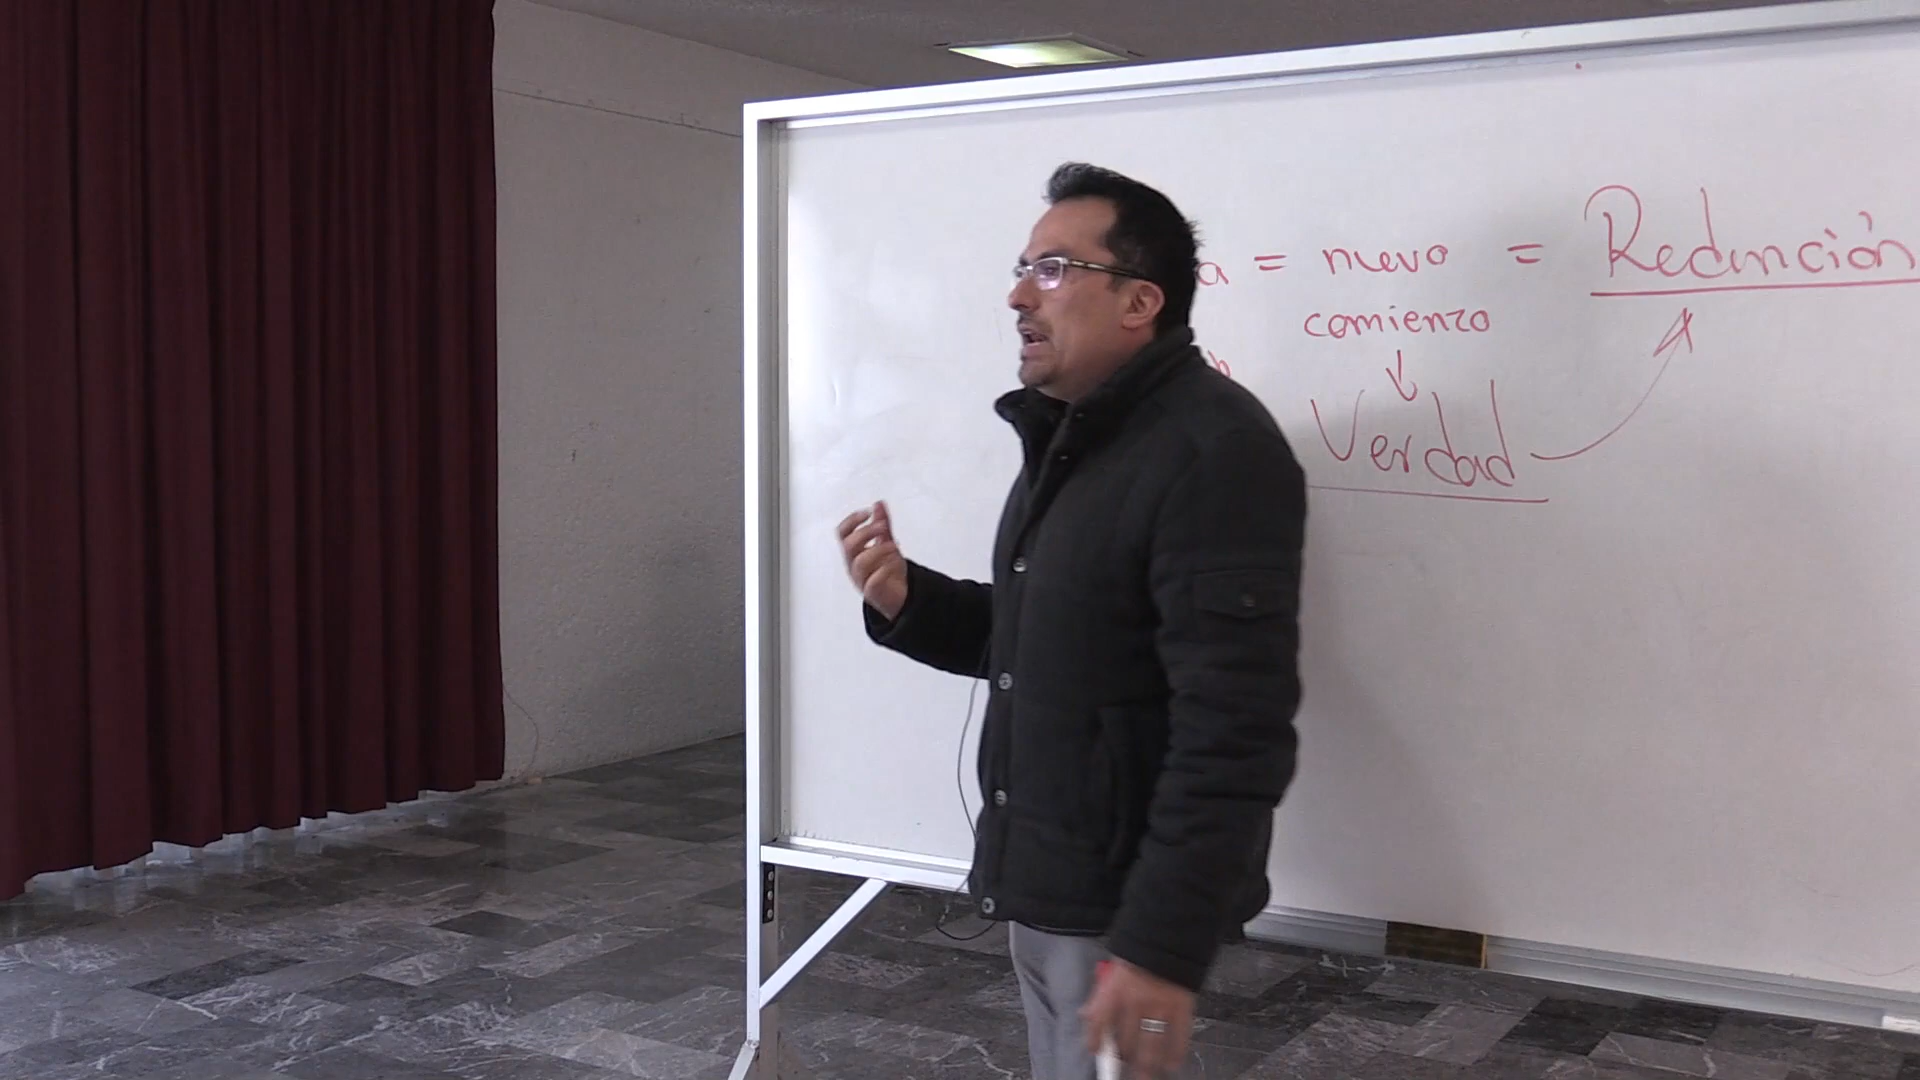 a = nuevo = Redención
comienzo
↓
Verdad